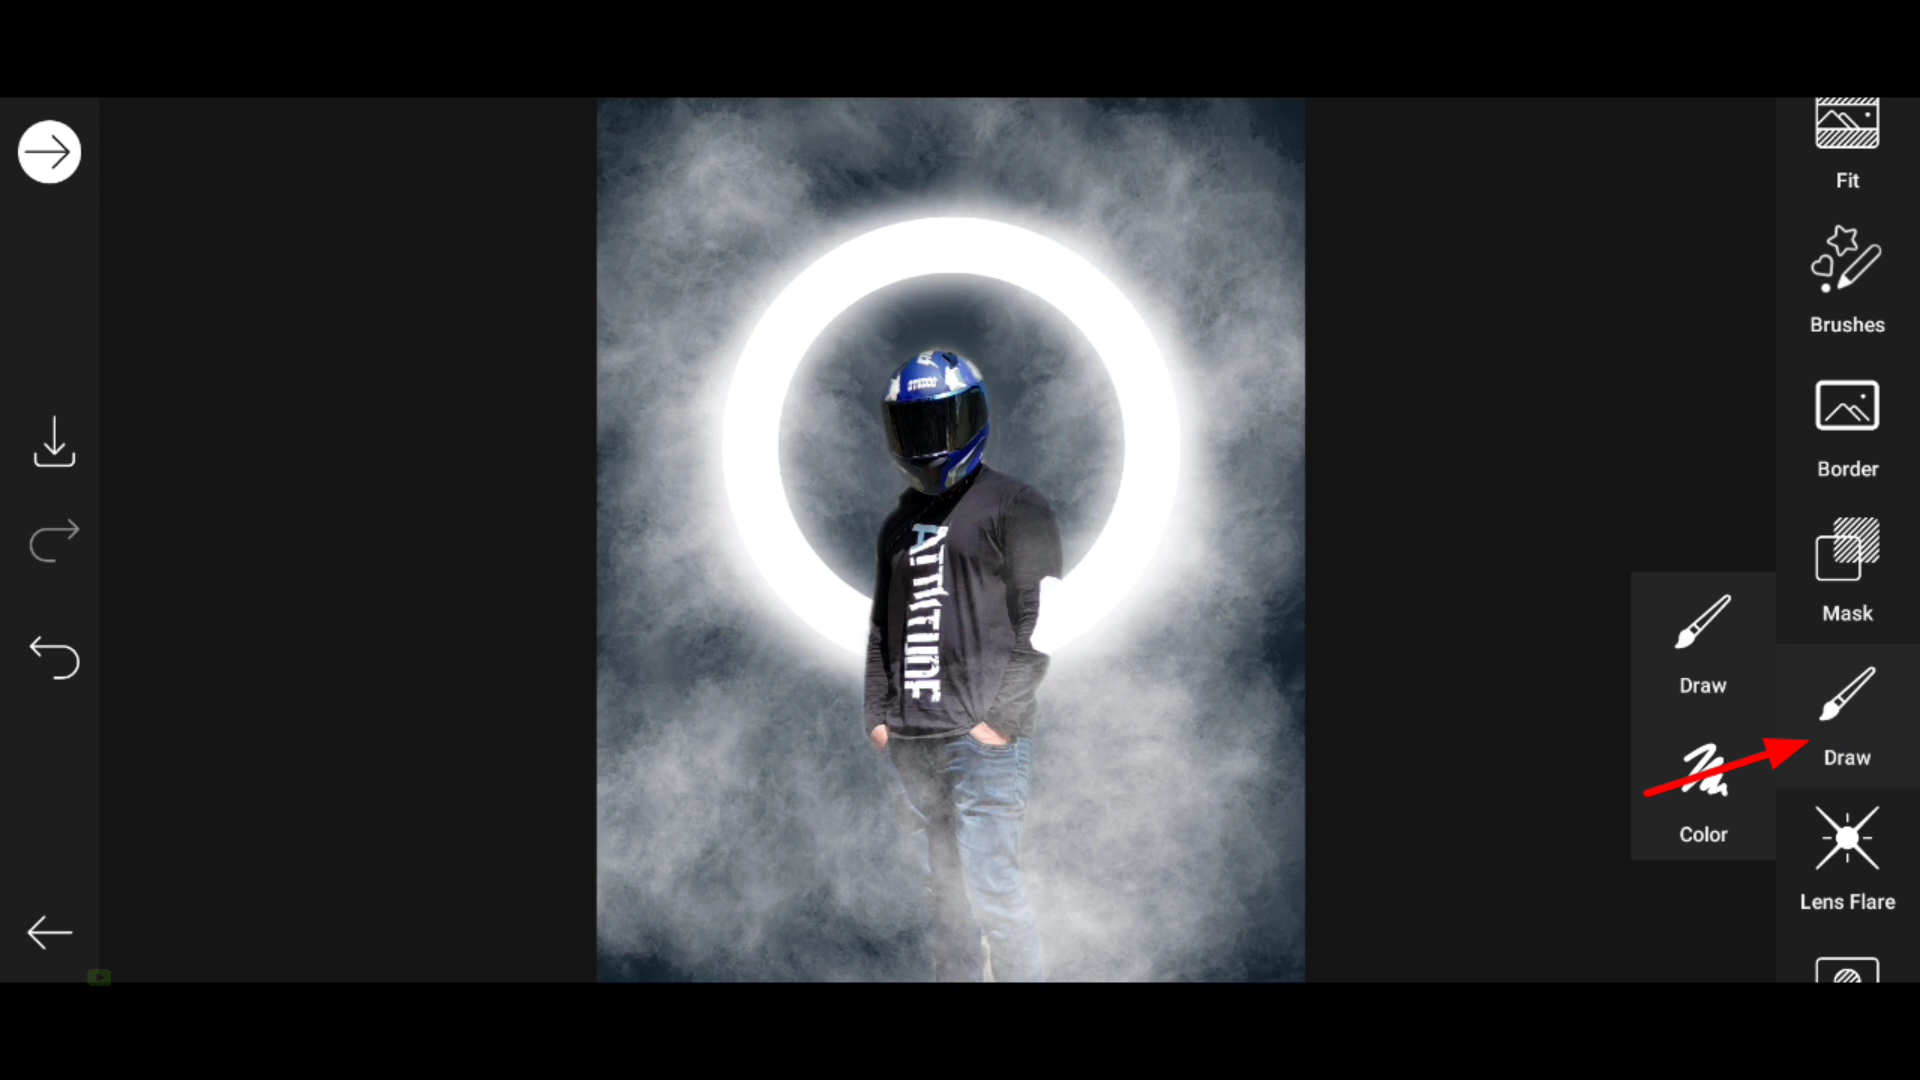 Fit
Brushes
Border
Mask
Draw
Draw
Color
Lens Flare
ATTITUDE